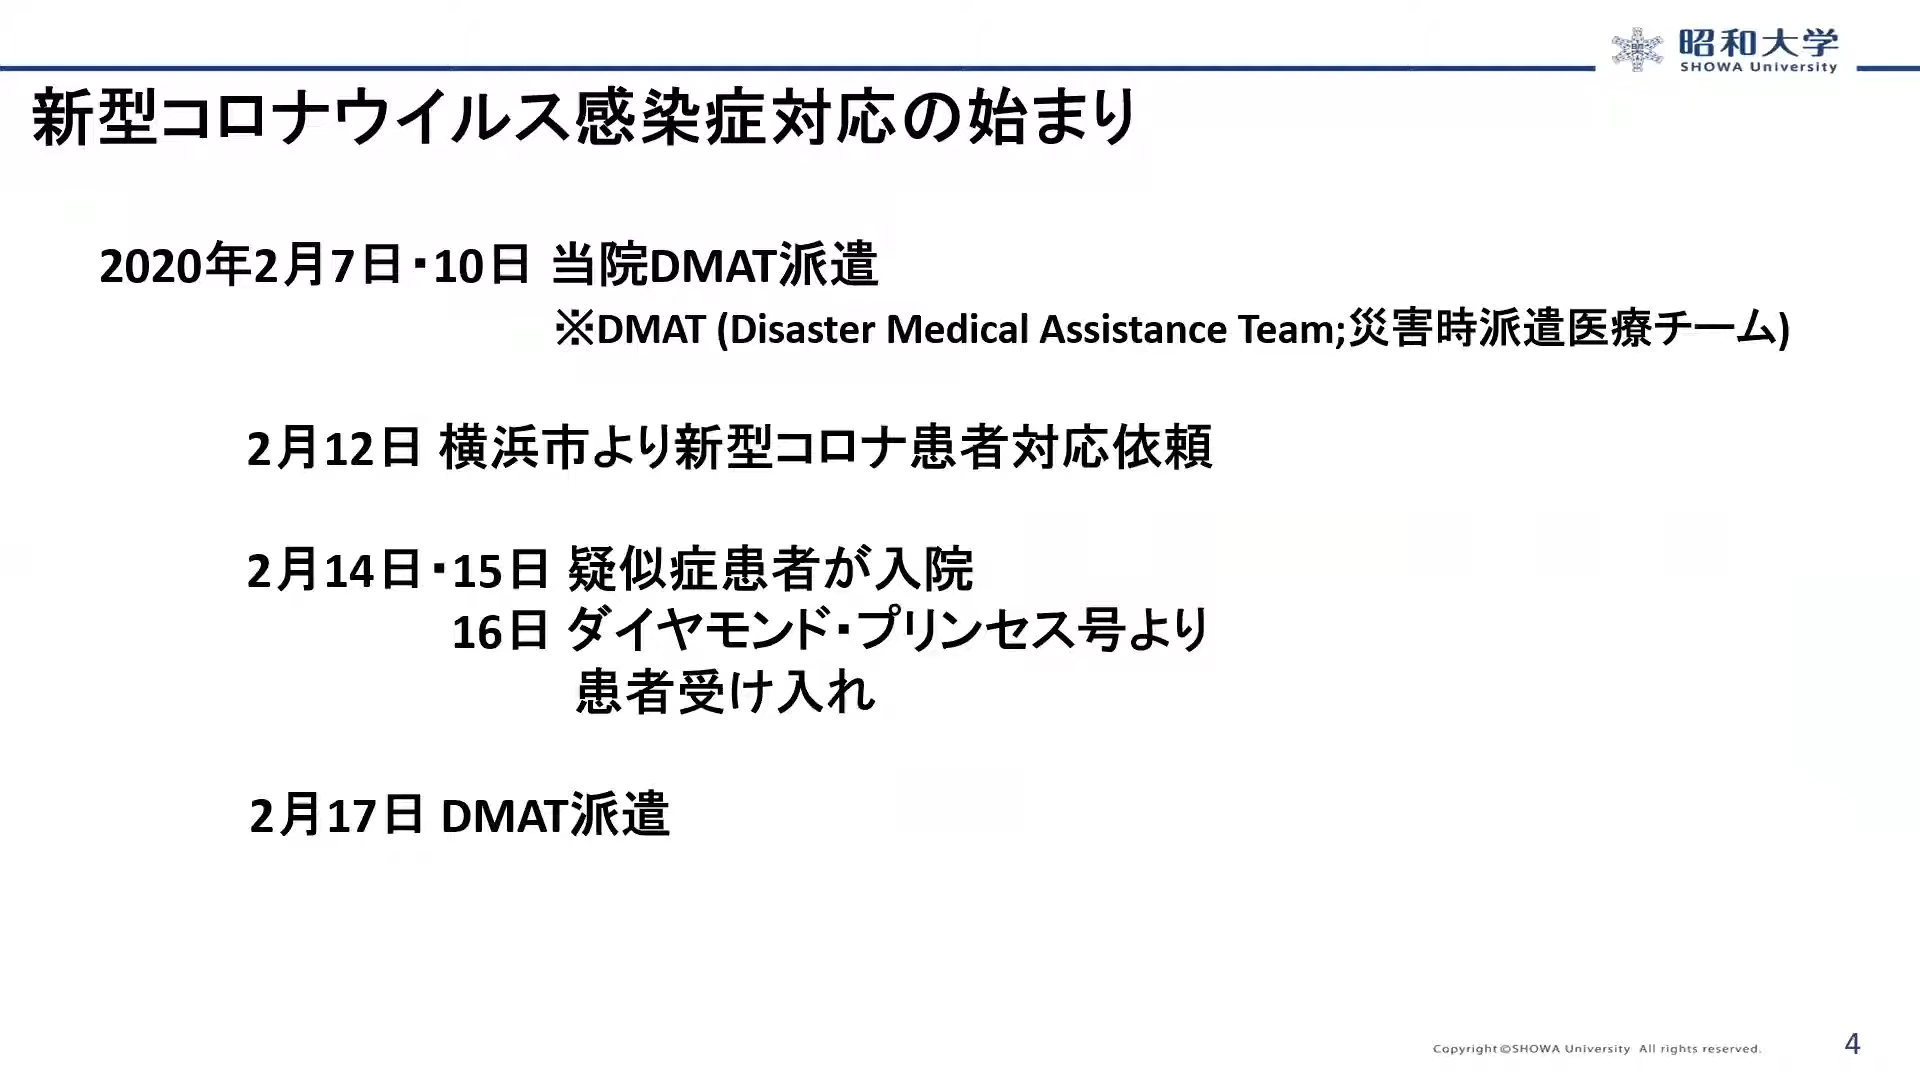 昭和大学
SHOWA University
新型コロナウイルス感染症対応の始まり
2020年2月7日・10日 当院DMAT派遣
※DMAT (Disaster Medical Assistance Team;災害時派遣医療チーム)
2月12日 横浜市より新型コロナ患者対応依頼
2月14日・15日 疑似症患者が入院
16日 ダイヤモンド・プリンセス号より
患者受け入れ
2月17日 DMAT派遣
Copyright ©SHOWA University All rights reserved.
4